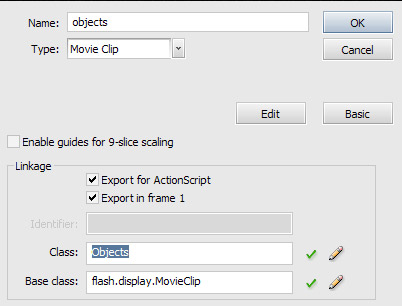 Name: objects OK
Type: Movie Clip Cancel
Edit Basic
Enable guides for 9-slice scaling
Linkage
Export for ActionScript
Export in frame 1
Identifier:
Class: Objects
Base class: flash.display.MovieClip